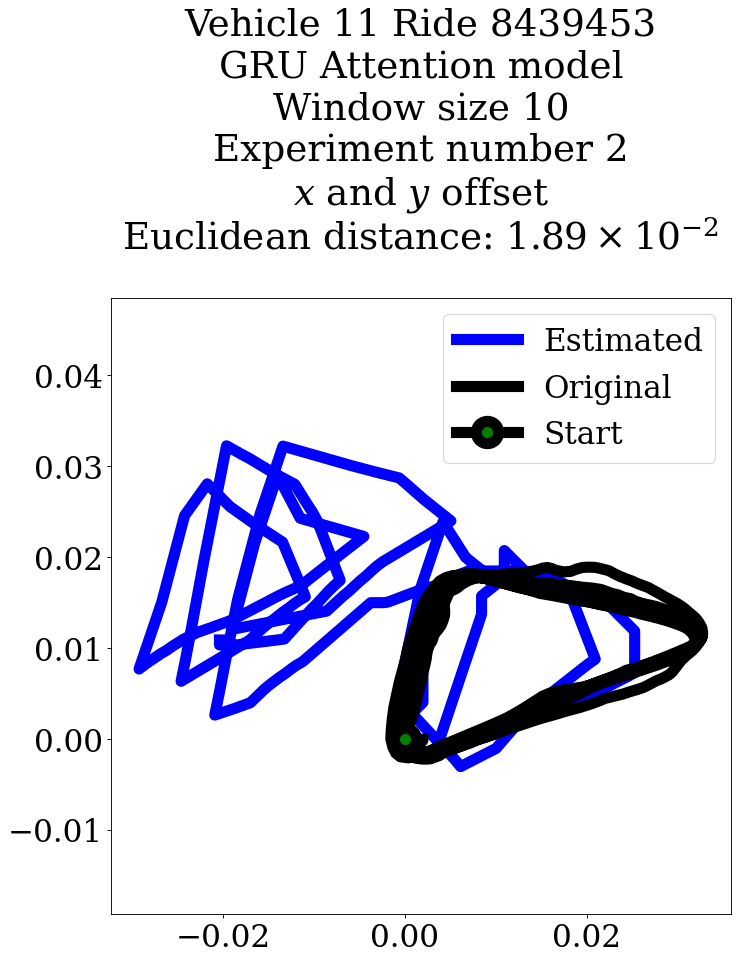 Vehicle 11 Ride 8439453
GRU Attention model
Window size 10
Experiment number 2
x and y offset
Euclidean distance: 1.89 × 10⁻²
Estimated
Original
Start
0.04
0.03
0.02
0.01
0.00
−0.01
−0.02 0.00 0.02